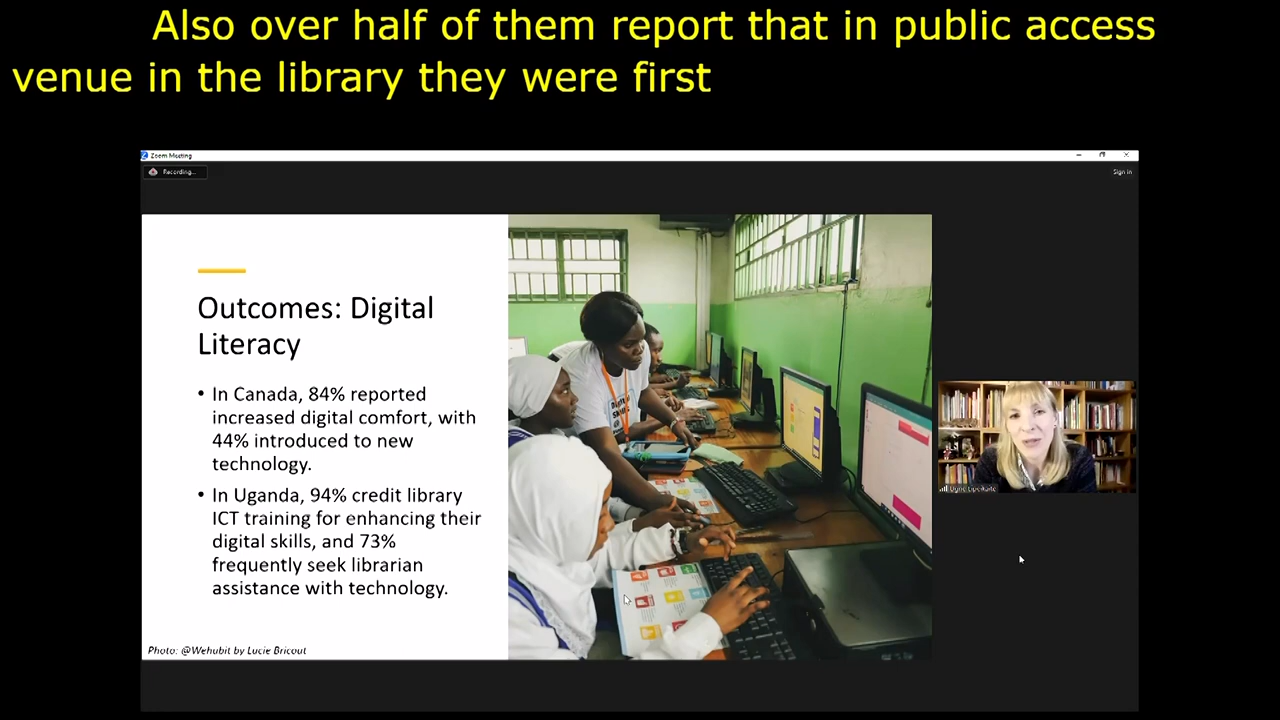 Also over half of them report that in public access
venue in the library they were first
Zoom Meeting
Recording...
Sign in
Outcomes: Digital
Literacy
• In Canada, 84% reported
increased digital comfort, with
44% introduced to new
technology.
• In Uganda, 94% credit library
ICT training for enhancing their
digital skills, and 73%
frequently seek librarian
assistance with technology.
Photo: @Wehubit by Lucie Bricout